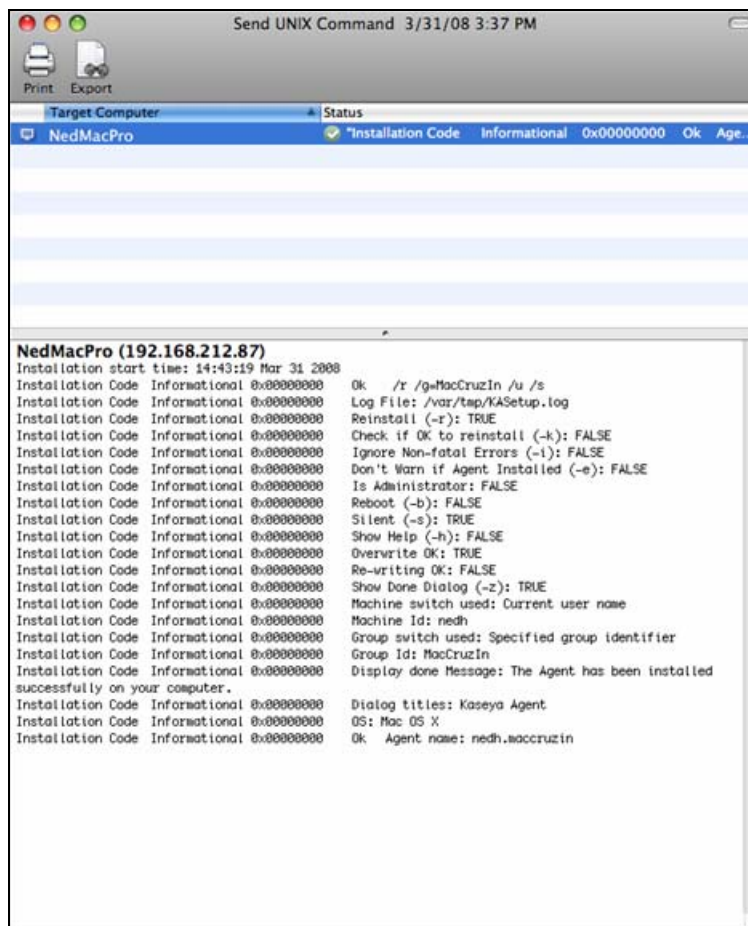 Send UNIX Command 3/31/08 3:37 PM
Print Export
Target Computer Status
NedMacPro "Installation Code Informational 0x00000000 Ok Age..
NedMacPro (192.168.212.87)
Installation start time: 14:43:19 Mar 31 2008
Installation Code Informational 0x00000000 Ok /r /g=MacCruzIn /u /s
Installation Code Informational 0x00000000 Log File: /var/tmp/KASetup.log
Installation Code Informational 0x00000000 Reinstall (-r): TRUE
Installation Code Informational 0x00000000 Check if OK to reinstall (-k): FALSE
Installation Code Informational 0x00000000 Ignore Non-fatal Errors (-i): FALSE
Installation Code Informational 0x00000000 Don't Warn if Agent Installed (-e): FALSE
Installation Code Informational 0x00000000 Is Administrator: FALSE
Installation Code Informational 0x00000000 Reboot (-b): FALSE
Installation Code Informational 0x00000000 Silent (-s): TRUE
Installation Code Informational 0x00000000 Show Help (-h): FALSE
Installation Code Informational 0x00000000 Overwrite OK: TRUE
Installation Code Informational 0x00000000 Re-writing OK: FALSE
Installation Code Informational 0x00000000 Show Done Dialog (-z): TRUE
Installation Code Informational 0x00000000 Machine switch used: Current user name
Installation Code Informational 0x00000000 Machine Id: nedh
Installation Code Informational 0x00000000 Group switch used: Specified group identifier
Installation Code Informational 0x00000000 Group Id: MacCruzIn
Installation Code Informational 0x00000000 Display done Message: The Agent has been installed
successfully on your computer.
Installation Code Informational 0x00000000 Dialog titles: Kaseya Agent
Installation Code Informational 0x00000000 OS: Mac OS X
Installation Code Informational 0x00000000 Ok Agent name: nedh.maccruzin